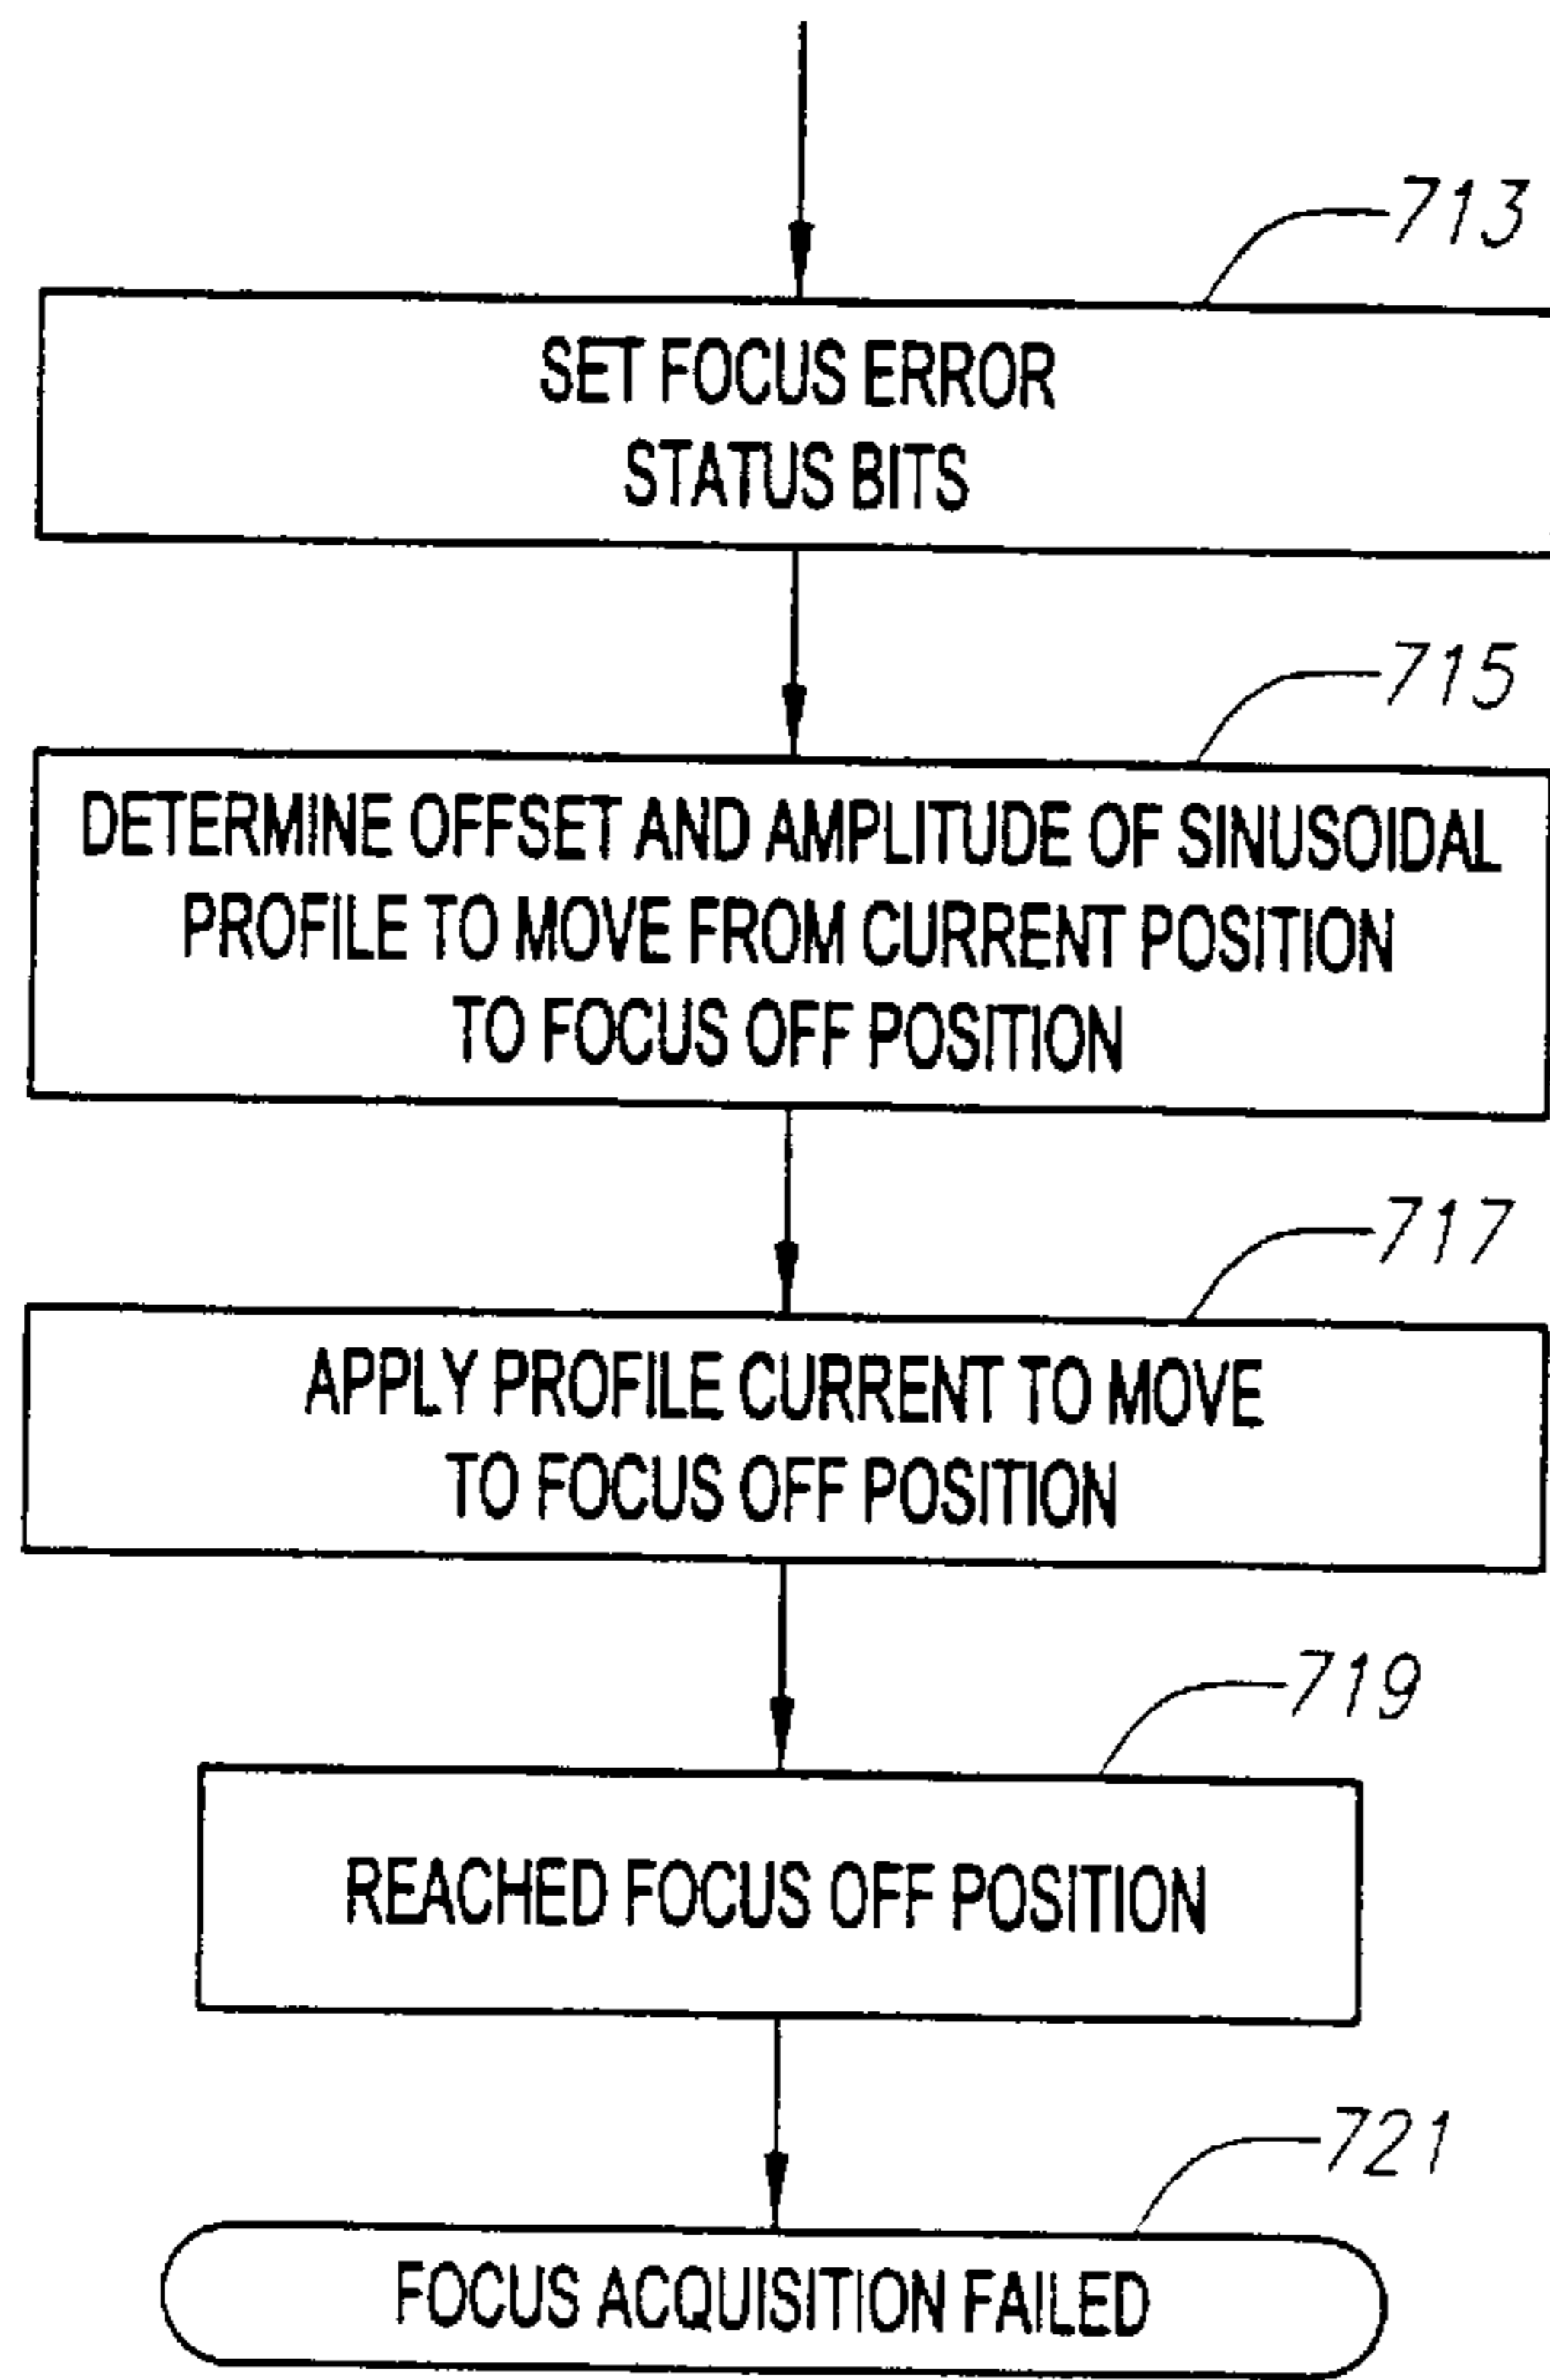 713
SET FOCUS ERROR
STATUS BITS
715
DETERMINE OFFSET AND AMPLITUDE OF SINUSOIDAL
PROFILE TO MOVE FROM CURRENT POSITION
TO FOCUS OFF POSITION
717
APPLY PROFILE CURRENT TO MOVE
TO FOCUS OFF POSITION
719
REACHED FOCUS OFF POSITION
721
FOCUS ACQUISITION FAILED